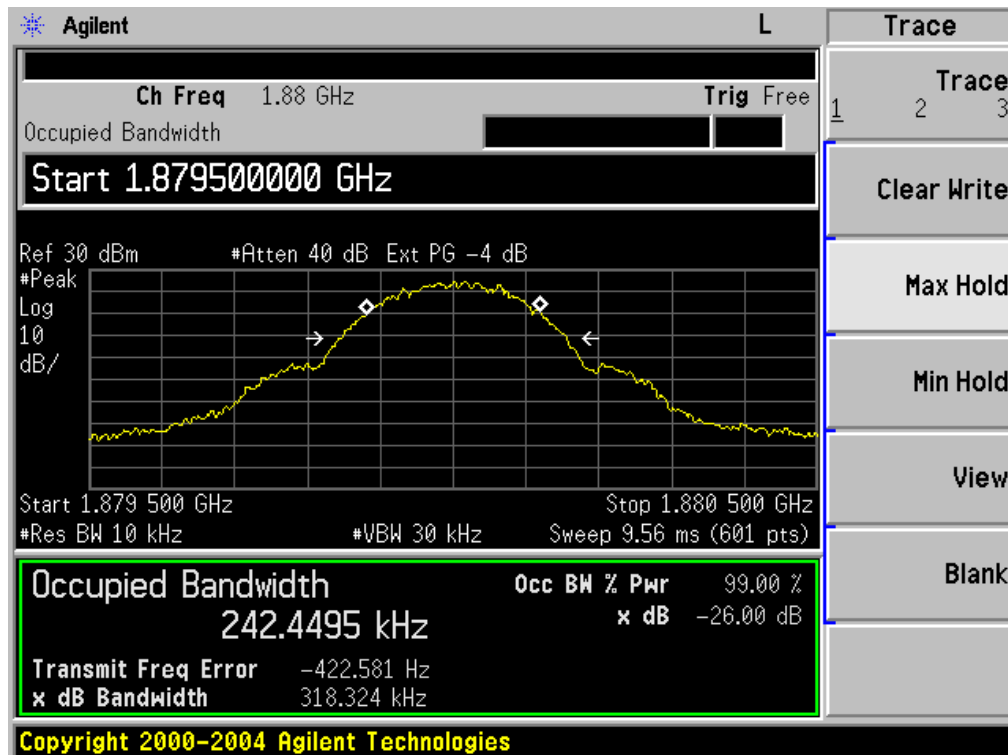 Agilent L Trace
Ch Freq 1.88 GHz Trig Free
Occupied Bandwidth
Start 1.879500000 GHz
Ref 30 dBm #Atten 40 dB Ext PG -4 dB
#Peak
Log
10
dB/
Start 1.879 500 GHz Stop 1.880 500 GHz
#Res BW 10 kHz #VBW 30 kHz Sweep 9.56 ms (601 pts)
Occupied Bandwidth Occ BW % Pwr 99.00 %
242.4495 kHz x dB -26.00 dB
Transmit Freq Error -422.581 Hz
x dB Bandwidth 318.324 kHz
Copyright 2000-2004 Agilent Technologies
Trace
1 2 3
Clear Write
Max Hold
Min Hold
View
Blank